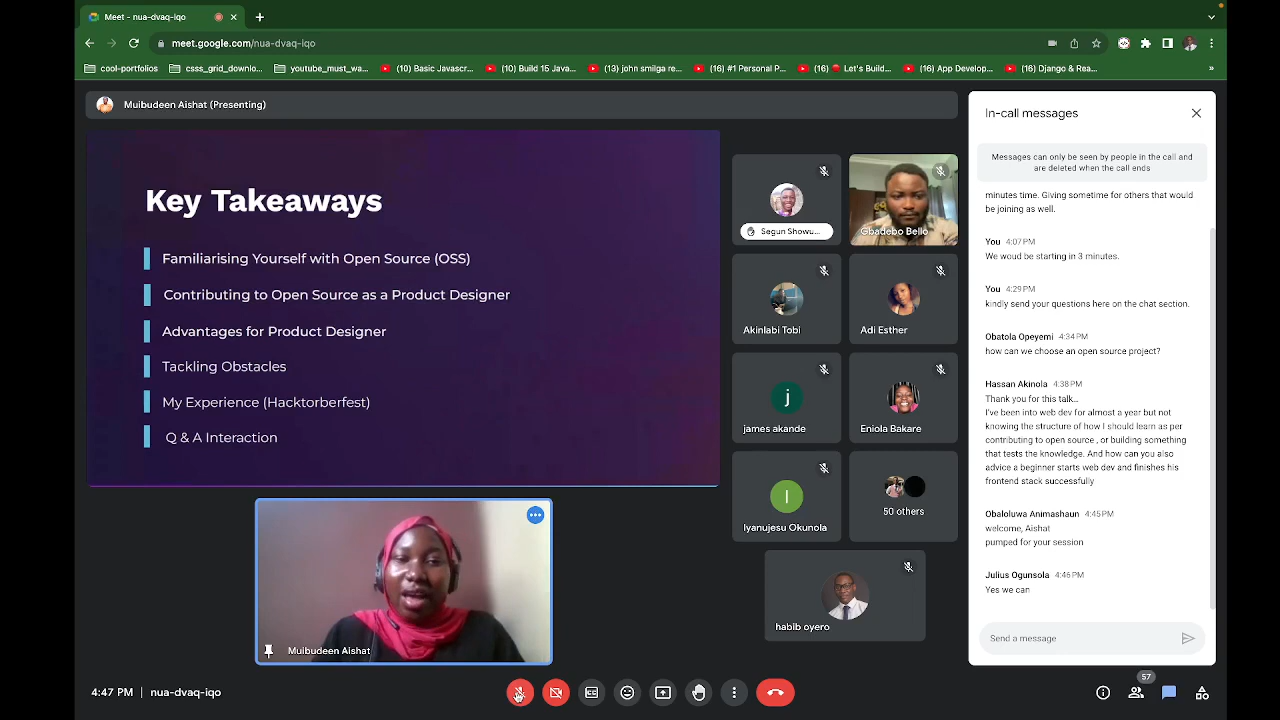 Meet - nua-dvaq-iqo
meet.google.com/nua-dvaq-iqo
cool-portfolios
csss_grid_downlo...
youtube_must_wa...
(10) Basic Javascr...
(10) Build 15 Java...
(13) john smilga re...
(16) #1 Personal P...
(16) Let's Build...
(16) App Develop...
(16) Django & Rea...
»
Muibudeen Aishat (Presenting)
Key Takeaways
Familiarising Yourself with Open Source (OSS)
Contributing to Open Source as a Product Designer
Advantages for Product Designer
Tackling Obstacles
My Experience (Hacktorberfest)
Q & A Interaction
Muibudeen Aishat
Segun Showu...
Gbadebo Bello
Akinlabi Tobi
Adi Esther
j
james akande
Eniola Bakare
I
Iyanujesu Okunola
50 others
habib oyero
In-call messages
Messages can only be seen by people in the call and
are deleted when the call ends
minutes time. Giving sometime for others that would
be joining as well.
You 4:07 PM
We woud be starting in 3 minutes.
You 4:29 PM
kindly send your questions here on the chat section.
Obatola Opeyemi 4:34 PM
how can we choose an open source project?
Hassan Akinola 4:38 PM
Thank you for this talk...
I've been into web dev for almost a year but not
knowing the structure of how I should learn as per
contributing to open source , or building something
that tests the knowledge. And how can you also
advice a beginner starts web dev and finishes his
frontend stack successfully
Obaloluwa Animashaun 4:45 PM
welcome, Aishat
pumped for your session
Julius Ogunsola 4:46 PM
Yes we can
Send a message
4:47 PM | nua-dvaq-iqo
57